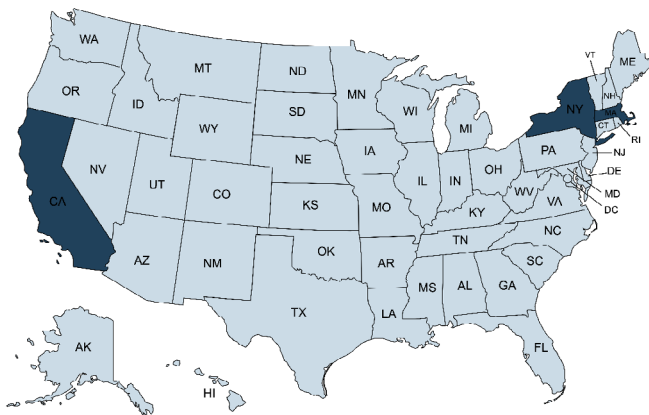 WA
MT
ND
MN
VT
ME
OR
ID
SD
WI
MI
NH
NY
MA
WY
CT
RI
NV
NE
IA
PA
NJ
UT
CO
IL
IN
OH
DE
CA
KS
MO
WV
VA
MD
KY
DC
AZ
NM
OK
AR
TN
NC
SC
MS
AL
GA
TX
LA
FL
AK
HI